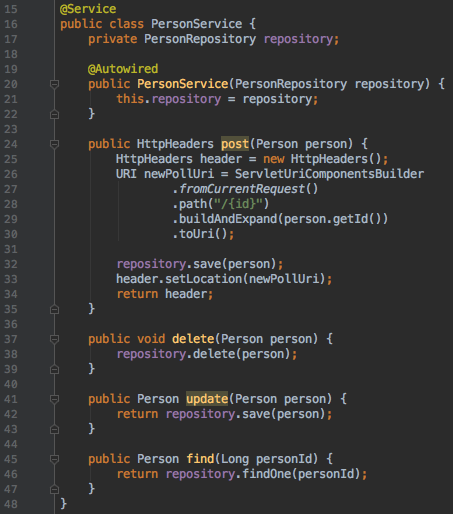 15 @Service
16 public class PersonService {
17     private PersonRepository repository;
18
19     @Autowired
20     public PersonService(PersonRepository repository) {
21         this.repository = repository;
22     }
23
24     public HttpHeaders post(Person person) {
25         HttpHeaders header = new HttpHeaders();
26         URI newPollUri = ServletUriComponentsBuilder
27                 .fromCurrentRequest()
28                 .path("/{id}")
29                 .buildAndExpand(person.getId())
30                 .toUri();
31
32         repository.save(person);
33         header.setLocation(newPollUri);
34         return header;
35     }
36
37     public void delete(Person person) {
38         repository.delete(person);
39     }
40
41     public Person update(Person person) {
42         return repository.save(person);
43     }
44
45     public Person find(Long personId) {
46         return repository.findOne(personId);
47     }
48 }